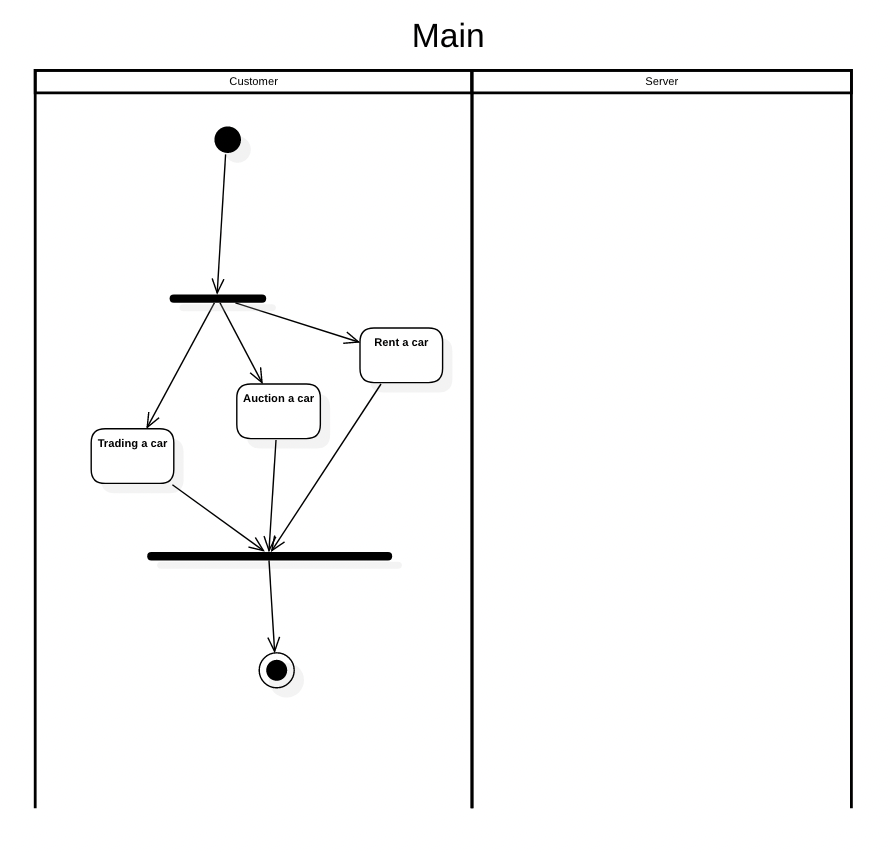 Main
Customer
Server
Rent a car
Auction a car
Trading a car